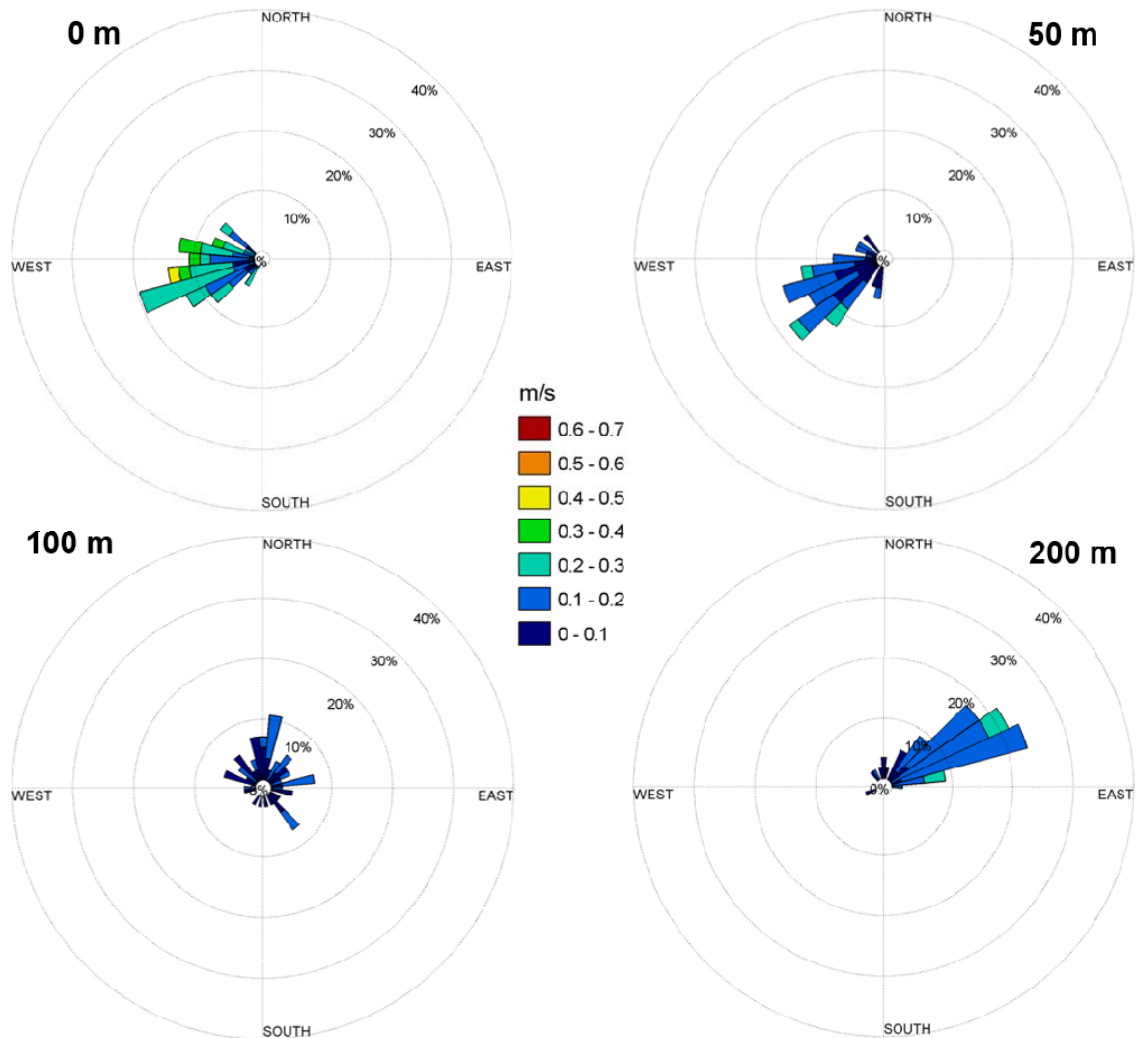 0 m
NORTH
40%
30%
20%
10%
%
WEST
EAST
SOUTH
50 m
NORTH
40%
30%
20%
10%
%
WEST
EAST
SOUTH
m/s
0.6 - 0.7
0.5 - 0.6
0.4 - 0.5
0.3 - 0.4
0.2 - 0.3
0.1 - 0.2
0 - 0.1
100 m
NORTH
40%
30%
20%
10%
0%
WEST
EAST
SOUTH
200 m
NORTH
40%
30%
20%
10%
0%
WEST
EAST
SOUTH